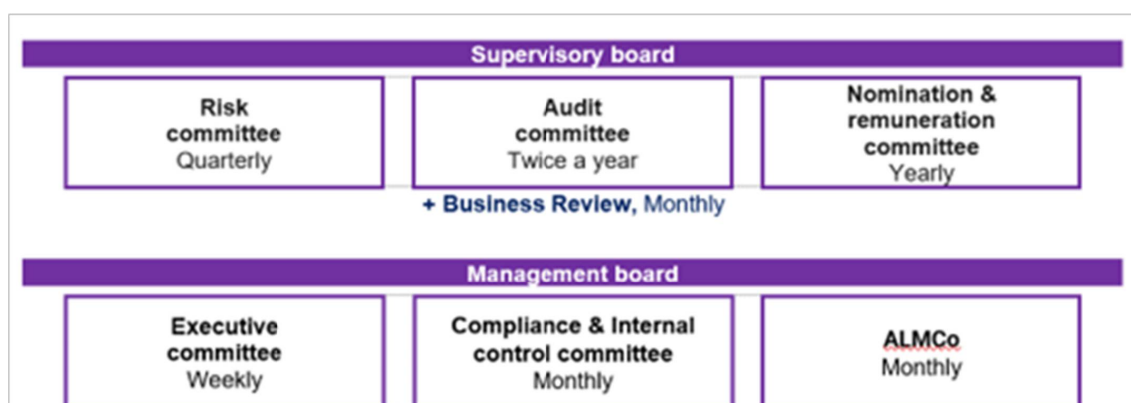 Supervisory board
Risk
committee
Quarterly
Audit
committee
Twice a year
Nomination &
remuneration
committee
Yearly
+ Business Review, Monthly
Management board
Executive
committee
Weekly
Compliance & Internal
control committee
Monthly
ALMCo
Monthly